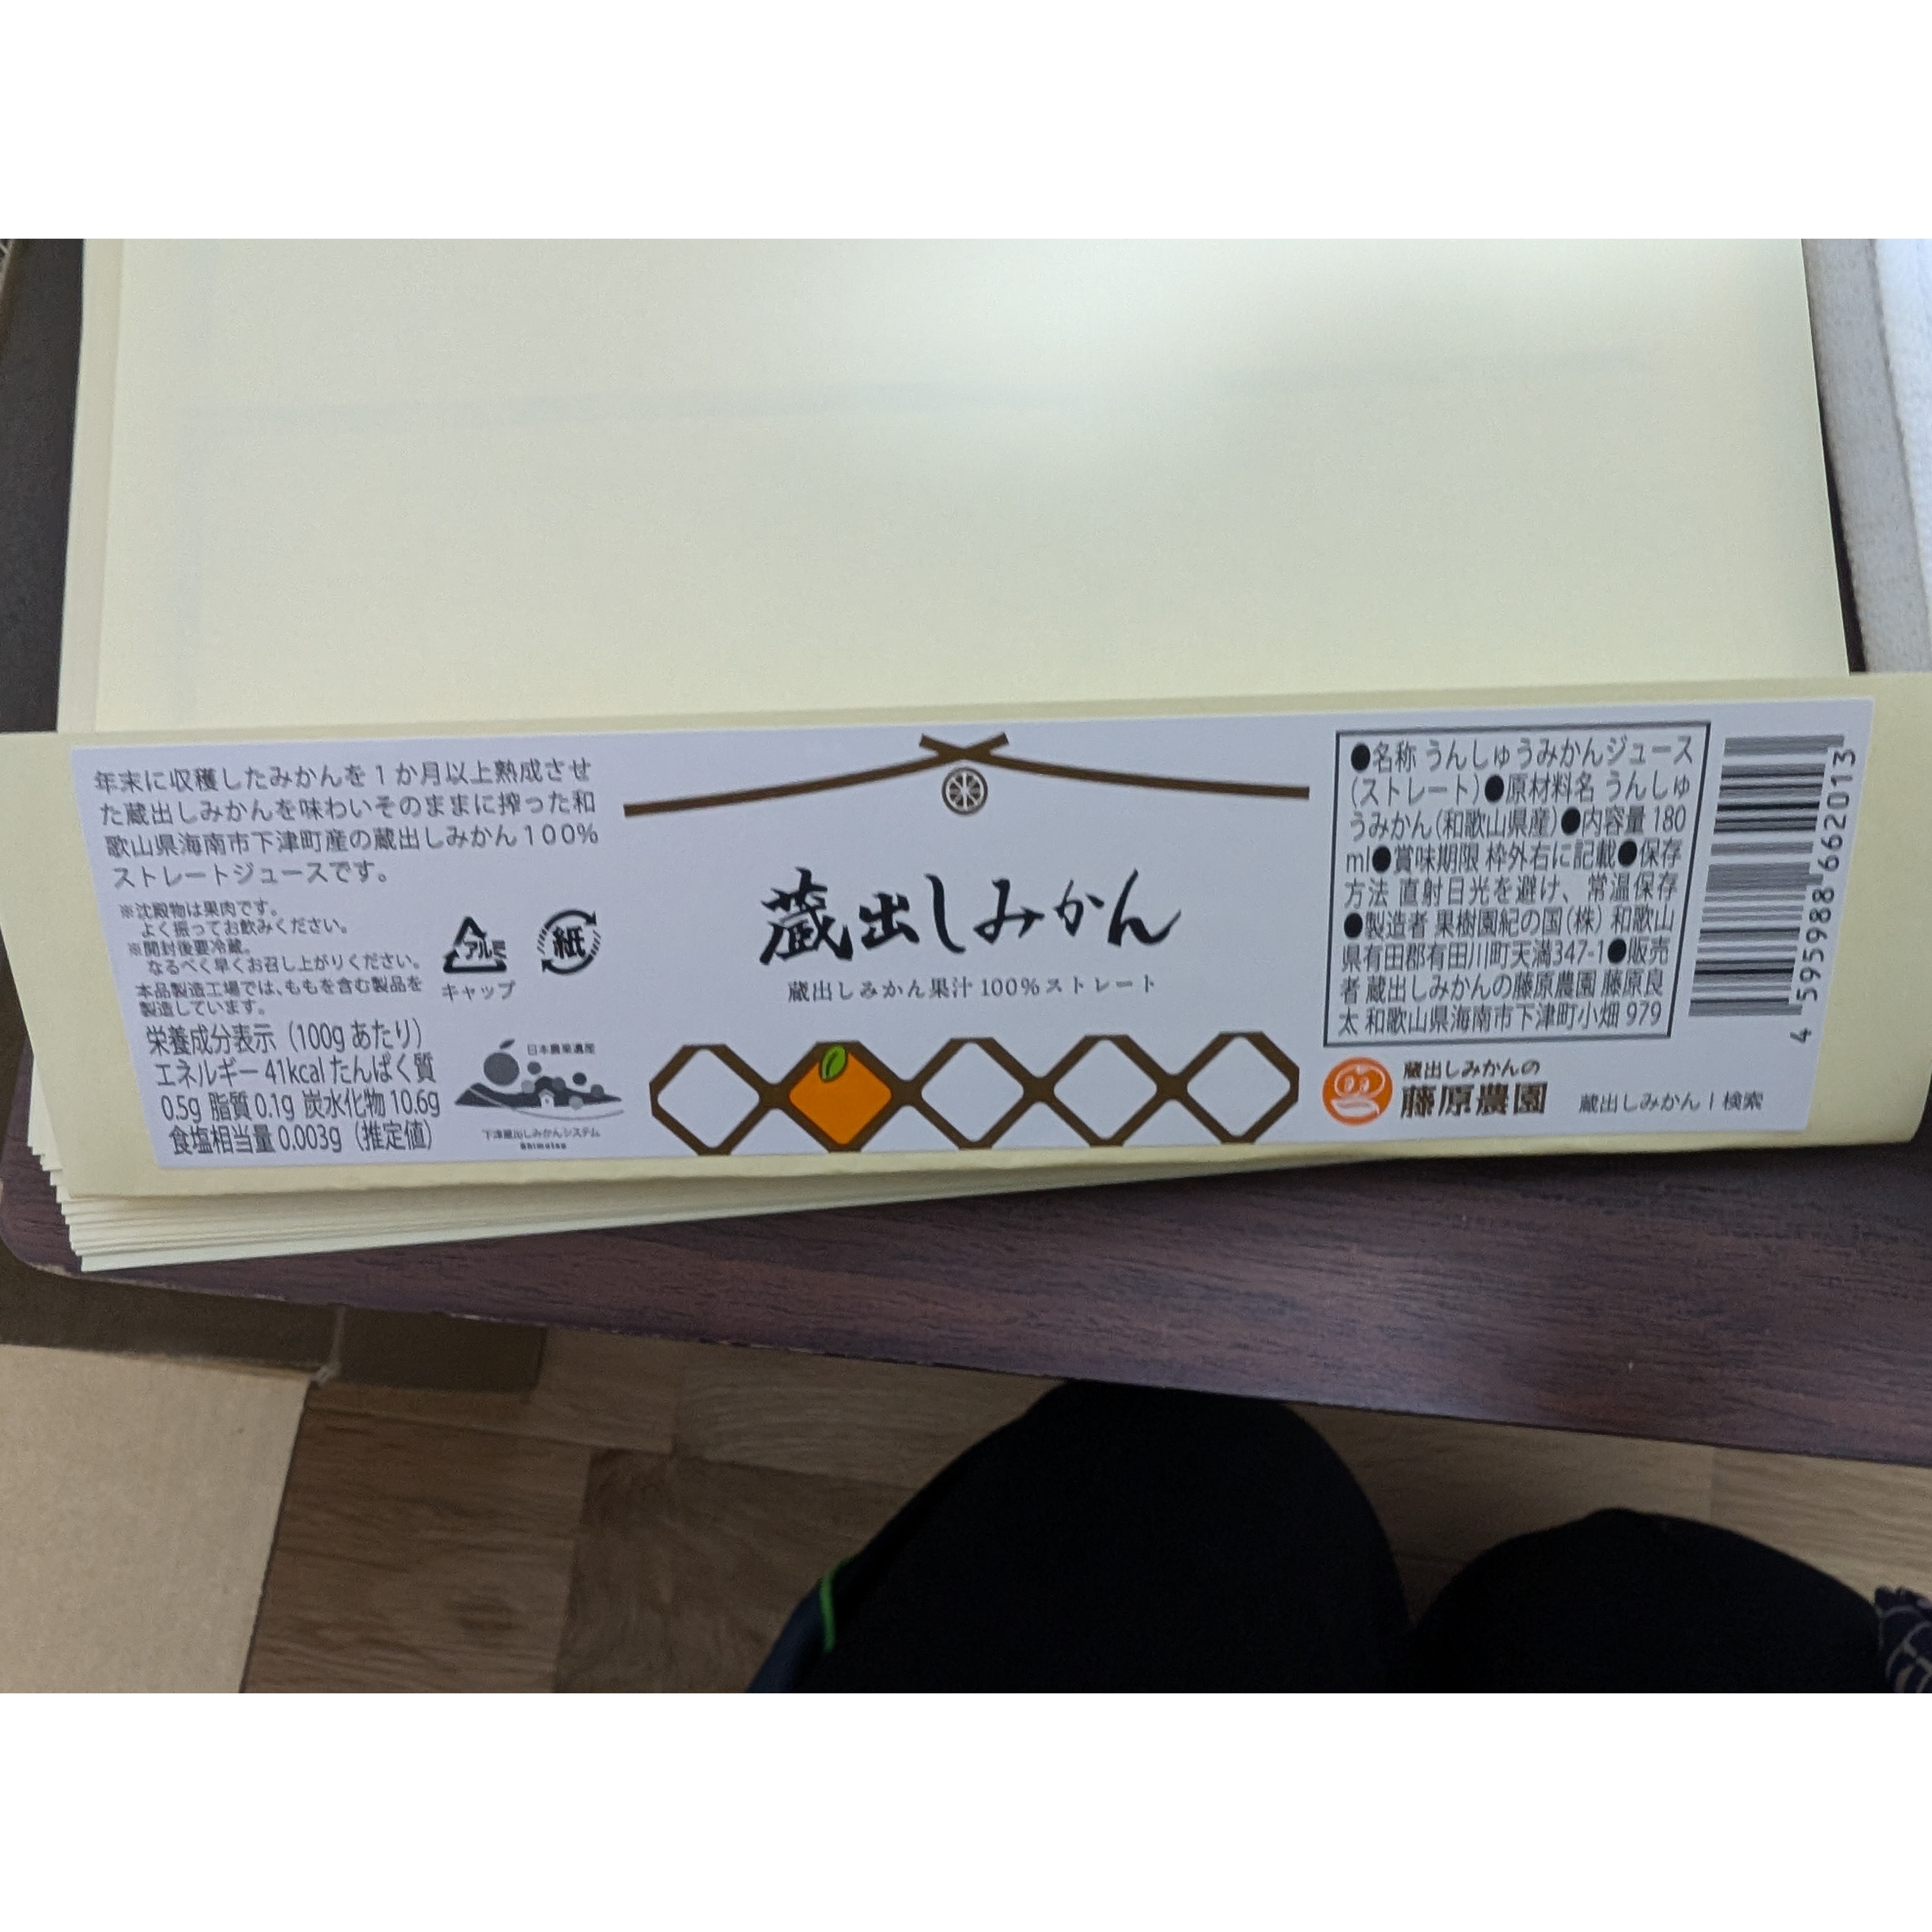 年末に収穫したみかんを1か月以上熟成させ
た蔵出しみかんを味わいそのままに搾った和
歌山県海南市下津町産の蔵出しみかん100%
ストレートジュースです。
※沈殿物は果肉です。
よく振ってお飲みください。
※開封後要冷蔵。
なるべく早くお召し上がりください。
本品製造工場では、ももを含む製品を
製造しています。
栄養成分表示（100gあたり）
エネルギー 41kcal たんぱく質
0.5g 脂質 0.1g 炭水化物 10.6g
食塩相当量 0.003g（推定値）
アルミ
キャップ
紙
日本農業遺産
下津蔵出しみかんシステム
Shimotsu
蔵出しみかん
蔵出しみかん果汁100%ストレート
●名称 うんしゅうみかんジュース
(ストレート)●原材料名 うんしゅ
うみかん(和歌山県産)●内容量 180
ml●賞味期限 枠外右に記載●保存
方法 直射日光を避け、常温保存
●製造者 果樹園紀の国(株) 和歌山
県有田郡有田川町天満347-1●販売
者 蔵出しみかんの藤原農園 藤原良
太 和歌山県海南市下津町小畑 979
蔵出しみかんの
藤原農園
蔵出しみかん | 検索
4 595988 662013